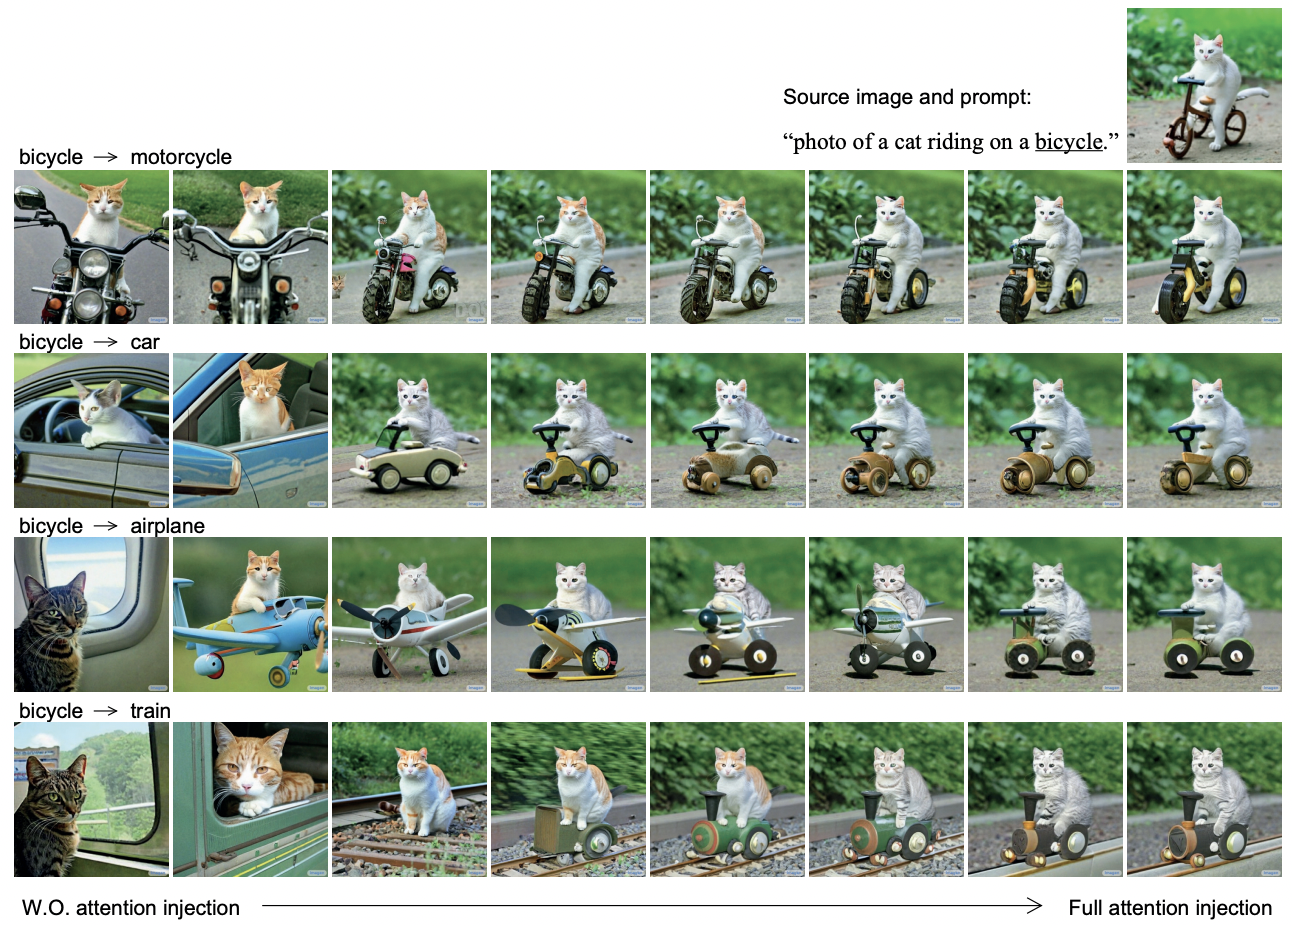 Source image and prompt:
“photo of a cat riding on a bicycle.”
bicycle → motorcycle
bicycle → car
bicycle → airplane
bicycle → train
W.O. attention injection → Full attention injection